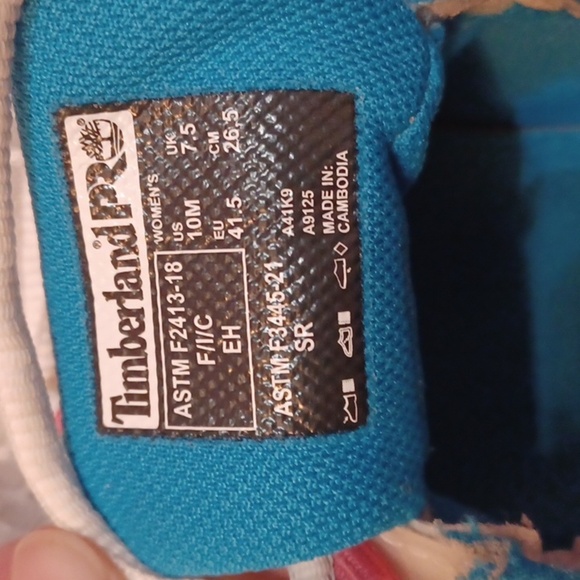 Timberland PRO
®
WOMEN'S
US UK
10M 7.5
EU CM
41.5 26.5
ASTM F2413-18
F/I/C
EH
ASTM F3445-21
SR
A41K9
A9125
MADE IN:
CAMBODIA